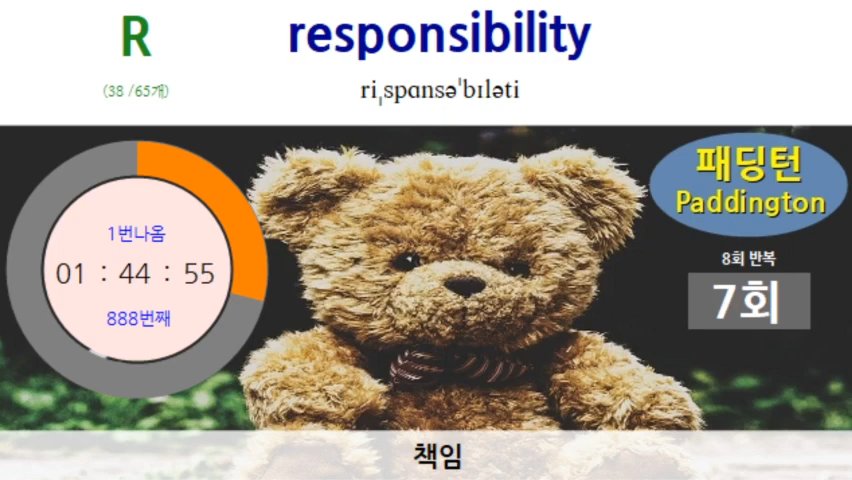 R
responsibility
(38 /65개)
riˌspɑnsəˈbɪləti
패딩턴
Paddington
1번나옴
01 : 44 : 55
888번째
8회 반복
7회
책임